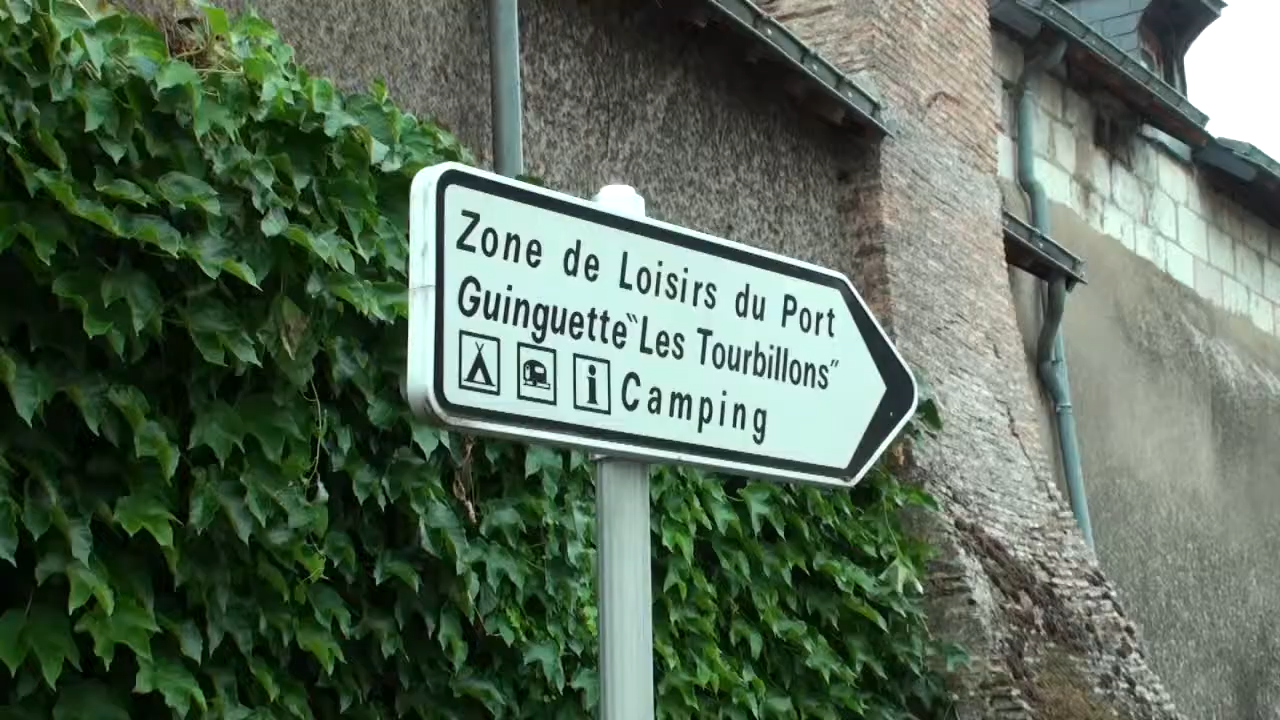 Zone de Loisirs du Port
Guinguette "Les Tourbillons"
i Camping